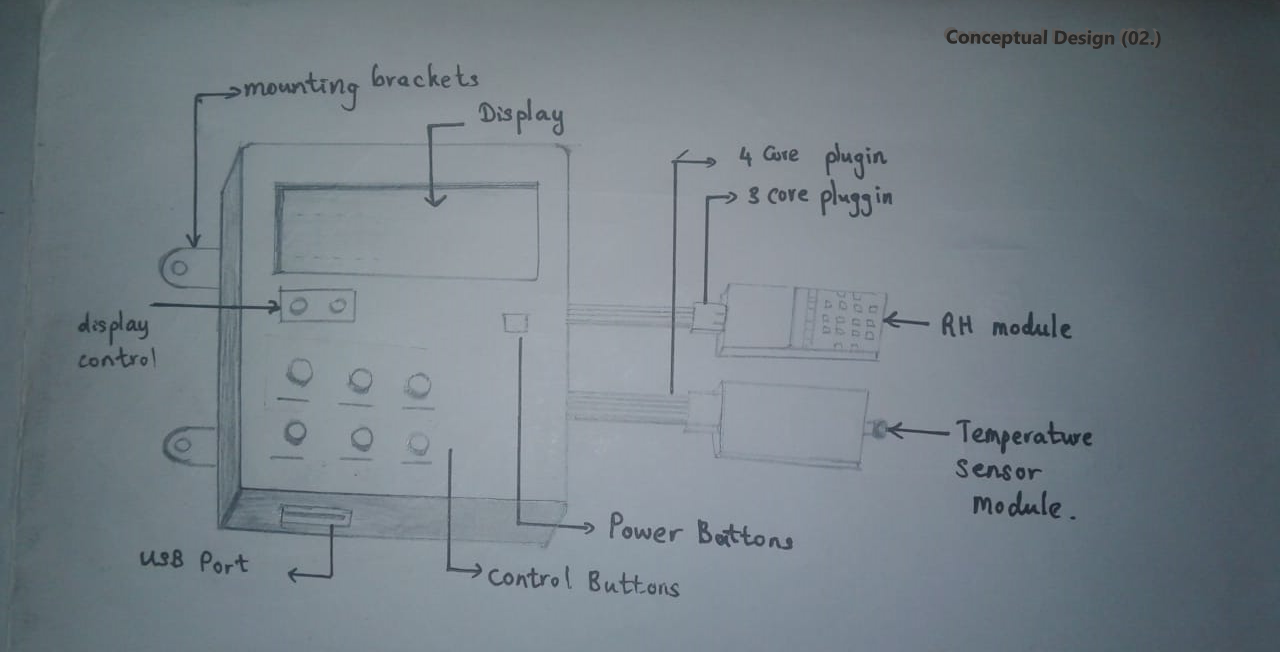 Conceptual Design (02.)
mounting brackets
Display
4 Core plugin
3 core pluggin
display
control
RH module
Temperature
sensor
module.
Power Buttons
USB Port
Control Buttons